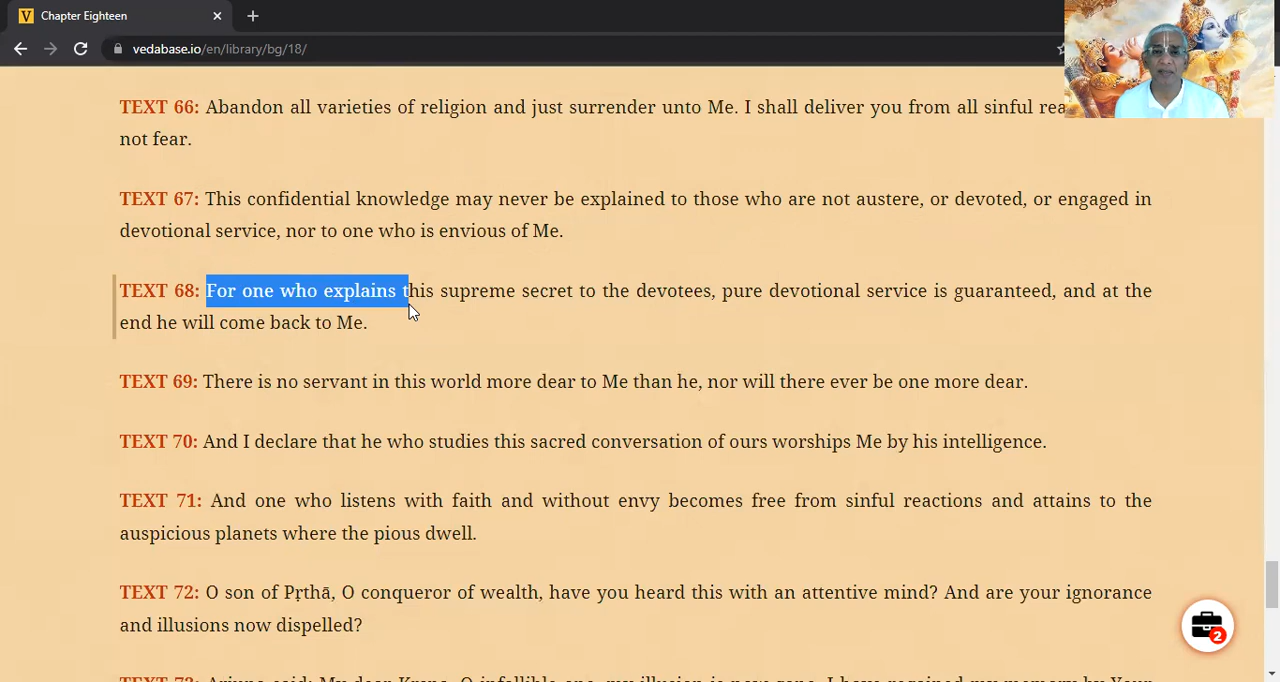 V Chapter Eighteen
vedabase.io/en/library/bg/18/
TEXT 66: Abandon all varieties of religion and just surrender unto Me. I shall deliver you from all sinful
not fear.
TEXT 67: This confidential knowledge may never be explained to those who are not austere, or devoted, or engaged in
devotional service, nor to one who is envious of Me.
TEXT 68: For one who explains this supreme secret to the devotees, pure devotional service is guaranteed, and at the
end he will come back to Me.
TEXT 69: There is no servant in this world more dear to Me than he, nor will there ever be one more dear.
TEXT 70: And I declare that he who studies this sacred conversation of ours worships Me by his intelligence.
TEXT 71: And one who listens with faith and without envy becomes free from sinful reactions and attains to the
auspicious planets where the pious dwell.
TEXT 72: O son of Pṛthā, O conqueror of wealth, have you heard this with an attentive mind? And are your ignorance
and illusions now dispelled?
2